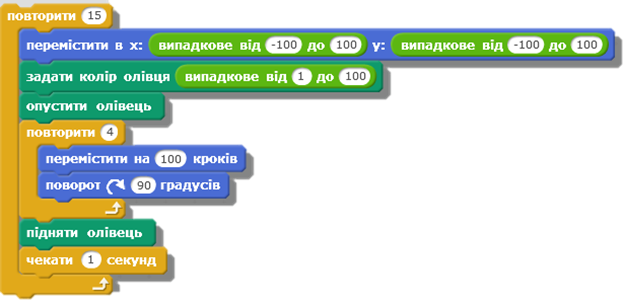 повторити 15
перемістити в x: випадкове від -100 до 100 y: випадкове від -100 до 100
задати колір олівця випадкове від 1 до 100
опустити олівець
повторити 4
перемістити на 100 кроків
поворот 90 градусів
підняти олівець
чекати 1 секунд